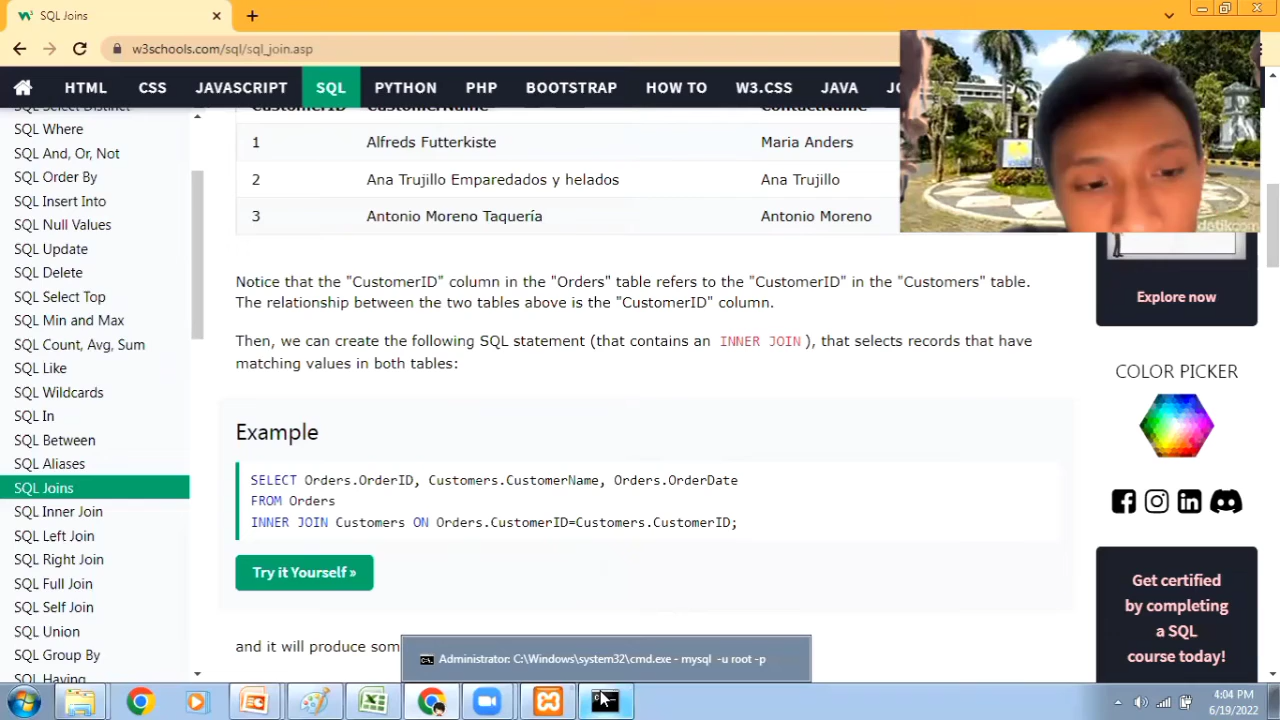 SQL Joins
w3schools.com/sql/sql_join.asp
HTML CSS JAVASCRIPT SQL PYTHON PHP BOOTSTRAP HOW TO W3.CSS JAVA
SQL Select Distinct
SQL Where
SQL And, Or, Not
SQL Order By
SQL Insert Into
SQL Null Values
SQL Update
SQL Delete
SQL Select Top
SQL Min and Max
SQL Count, Avg, Sum
SQL Like
SQL Wildcards
SQL In
SQL Between
SQL Aliases
SQL Joins
SQL Inner Join
SQL Left Join
SQL Right Join
SQL Full Join
SQL Self Join
SQL Union
SQL Group By
SQL Having
CustomerID CustomerName ContactName
1 Alfreds Futterkiste Maria Anders
2 Ana Trujillo Emparedados y helados Ana Trujillo
3 Antonio Moreno Taquería Antonio Moreno
Notice that the "CustomerID" column in the "Orders" table refers to the "CustomerID" in the "Customers" table.
The relationship between the two tables above is the "CustomerID" column.
Then, we can create the following SQL statement (that contains an INNER JOIN), that selects records that have
matching values in both tables:
Example
SELECT Orders.OrderID, Customers.CustomerName, Orders.OrderDate
FROM Orders
INNER JOIN Customers ON Orders.CustomerID=Customers.CustomerID;
Try it Yourself »
and it will produce som
Administrator: C:\Windows\system32\cmd.exe - mysql -u root -p
detikcom
Explore now
COLOR PICKER
Get certified
by completing
a SQL
course today!
4:04 PM
6/19/2022